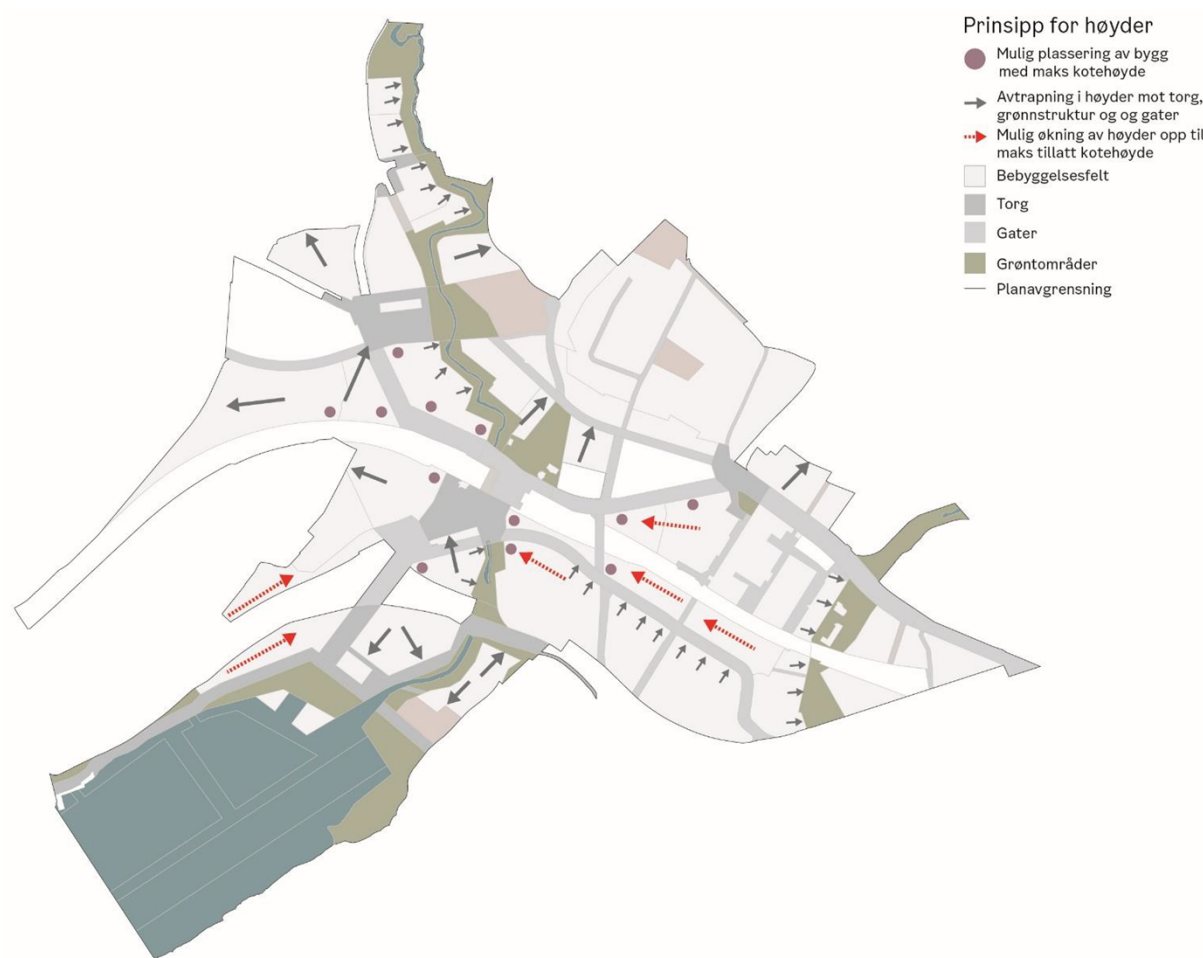 Prinsipp for høyder
Mulig plassering av bygg
med maks kotehøyde
Avtrapning i høyder mot torg,
grønnstruktur og og gater
Mulig økning av høyder opp til
maks tillatt kotehøyde
Bebyggelsesfelt
Torg
Gater
Grøntområder
Planavgrensning